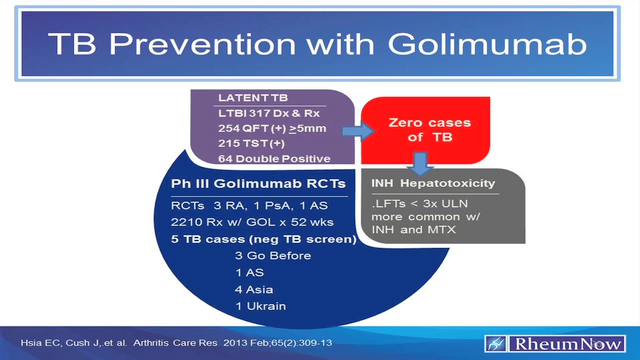 TB Prevention with Golimumab
LATENT TB
LTBI 317 Dx & Rx
254 QFT (+) ≥5mm
215 TST (+)
64 Double Positive
Zero cases
of TB
Ph III Golimumab RCTs
RCTs 3 RA, 1 PsA, 1 AS
2210 Rx w/ GOL x 52 wks
5 TB cases (neg TB screen)
3 Go Before
1 AS
4 Asia
1 Ukrain
INH Hepatotoxicity
.LFTs < 3x ULN
more common w/
INH and MTX
Hsia EC, Cush J, et. al. Arthritis Care Res 2013 Feb;65(2):309-13
RheumNow